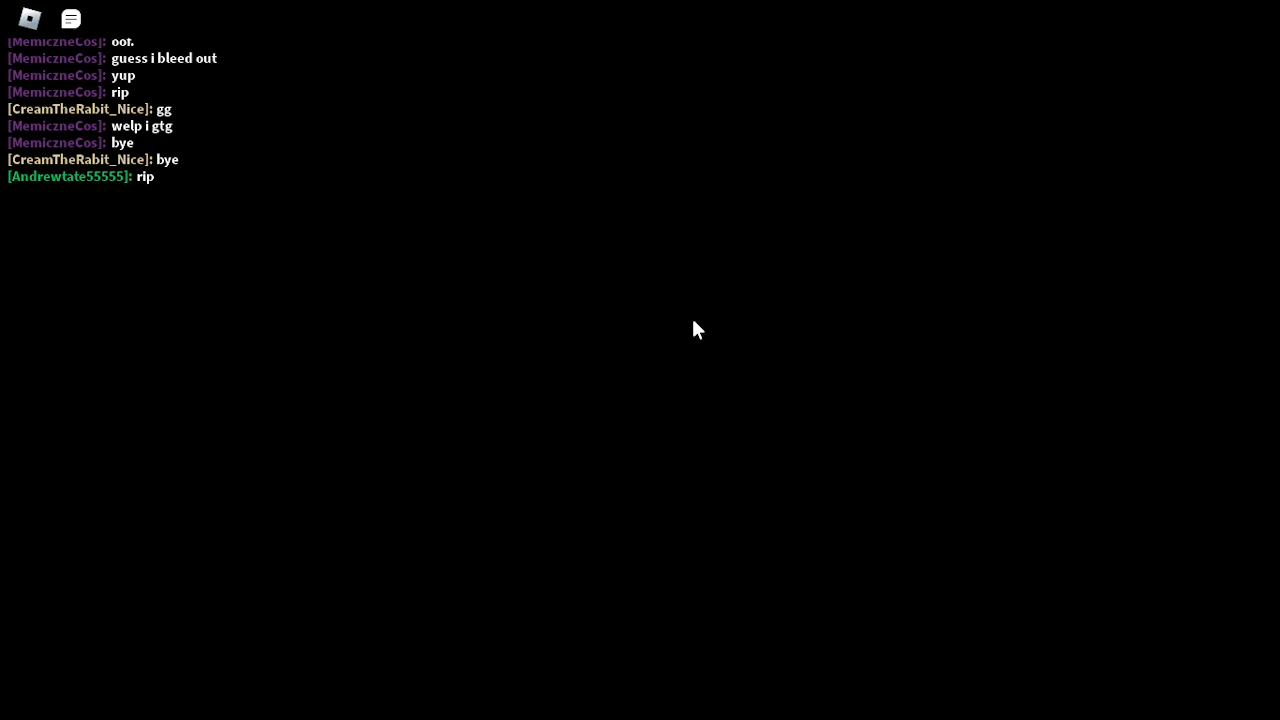 [MemiczneCos]: oof.
[MemiczneCos]: guess i bleed out
[MemiczneCos]: yup
[MemiczneCos]: rip
[CreamTheRabit_Nice]: gg
[MemiczneCos]: welp i gtg
[MemiczneCos]: bye
[CreamTheRabit_Nice]: bye
[Andrewtate55555]: rip